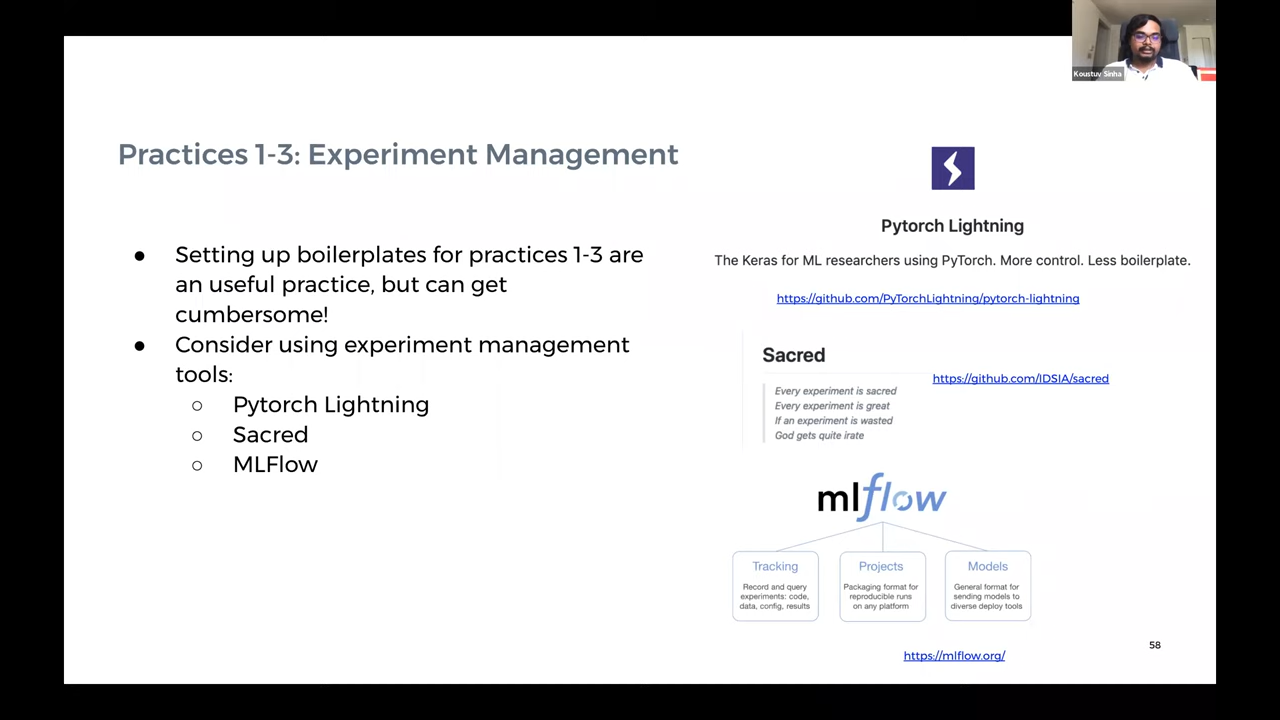 Koustuv Sinha
Practices 1-3: Experiment Management
● Setting up boilerplates for practices 1-3 are
an useful practice, but can get
cumbersome!
● Consider using experiment management
tools:
○ Pytorch Lightning
○ Sacred
○ MLFlow
Pytorch Lightning
The Keras for ML researchers using PyTorch. More control. Less boilerplate.
https://github.com/PyTorchLightning/pytorch-lightning
Sacred
https://github.com/IDSIA/sacred
Every experiment is sacred
Every experiment is great
If an experiment is wasted
God gets quite irate
mlflow
Tracking
Record and query
experiments: code,
data, config, results
Projects
Packaging format for
reproducible runs
on any platform
Models
General format for
sending models to
diverse deploy tools
https://mlflow.org/
58